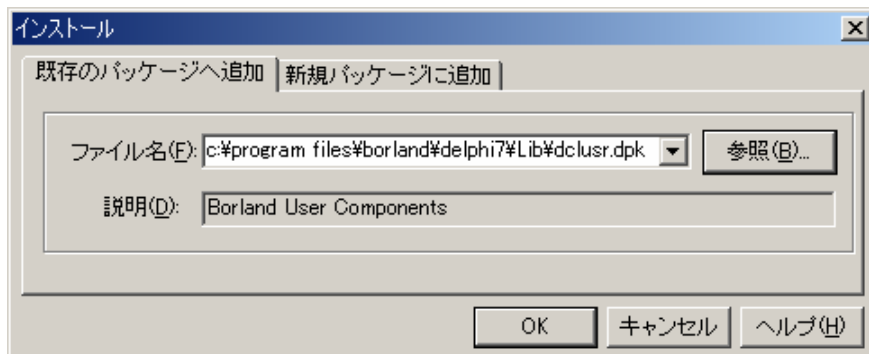 インストール
既存のパッケージへ追加 新規パッケージに追加
ファイル名(F): c:¥program files¥borland¥delphi7¥Lib¥dclusr.dpk 参照(B)...
説明(D): Borland User Components
OK キャンセル ヘルプ(H)